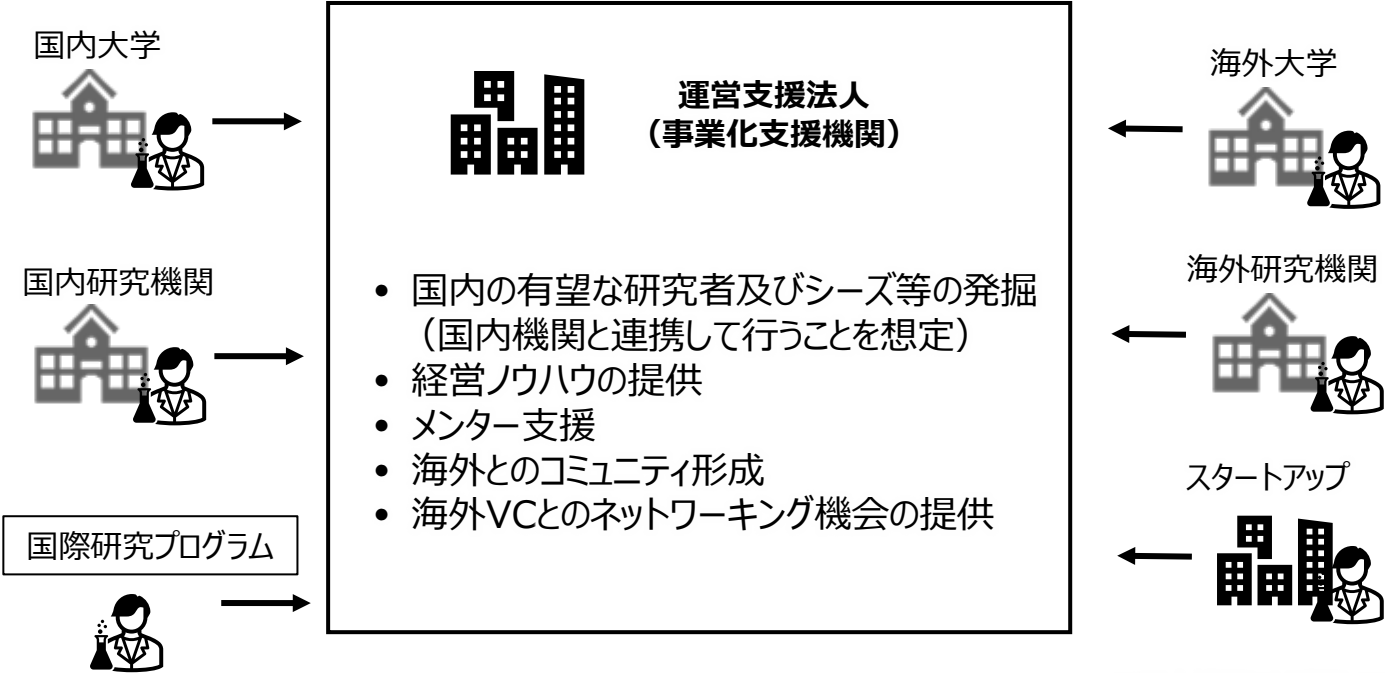 国内大学
国内研究機関
国際研究プログラム
運営支援法人
（事業化支援機関）
• 国内の有望な研究者及びシーズ等の発掘
（国内機関と連携して行うことを想定）
• 経営ノウハウの提供
• メンター支援
• 海外とのコミュニティ形成
• 海外VCとのネットワーキング機会の提供
海外大学
海外研究機関
スタートアップ